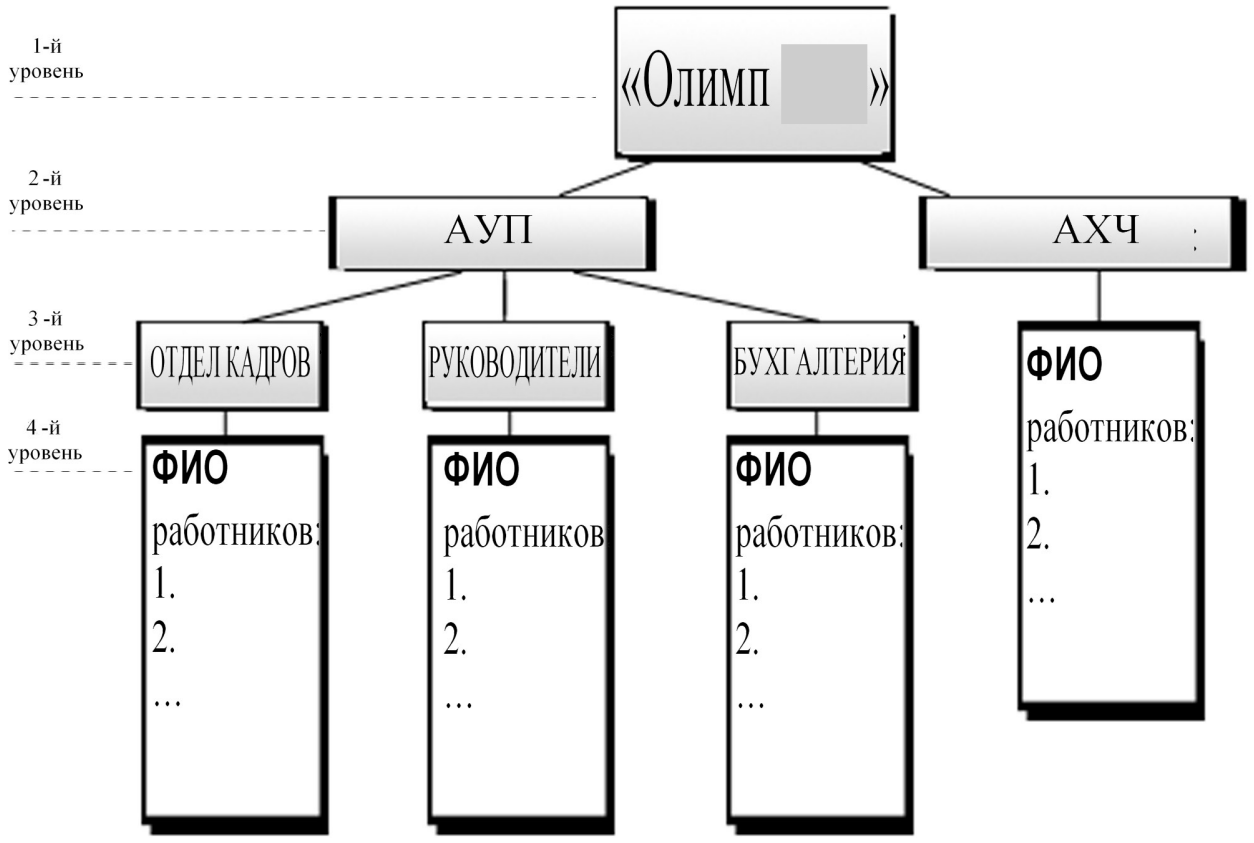 1-й
уровень
«Олимп »
2-й
уровень
АУП
АХЧ :
3-й
уровень
ОТДЕЛ КАДРОВ
РУКОВОДИТЕЛИ
БУХГАЛТЕРИЯ
4-й
уровень
ФИО
работников:
1.
2.
...
ФИО
работников
1.
2.
...
ФИО
работников:
1.
2.
...
ФИО
работников:
1.
2.
...